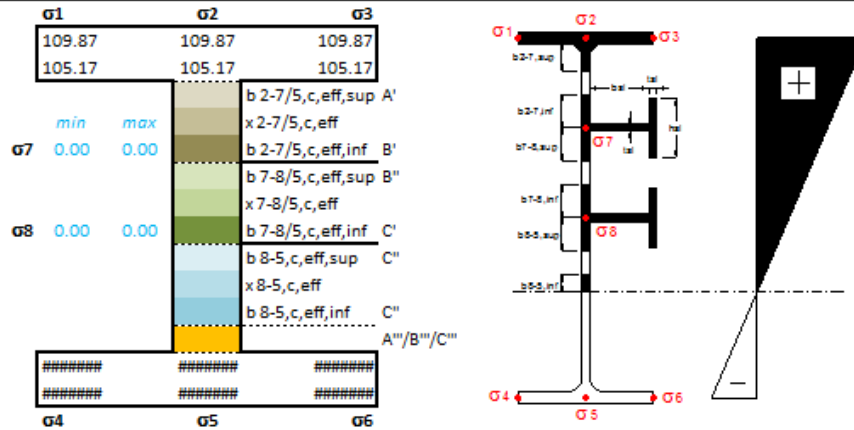 σ1 σ2 σ3
109.87 109.87 109.87
105.17 105.17 105.17
b 2-7/5,c,eff,sup A'
min max x 2-7/5,c,eff
σ7 0.00 0.00 b 2-7/5,c,eff,inf B'
b 7-8/5,c,eff,sup B''
x 7-8/5,c,eff
σ8 0.00 0.00 b 7-8/5,c,eff,inf C'
b 8-5,c,eff,sup C''
x 8-5,c,eff
b 8-5,c,eff,inf C''
A'''/B'''/C'''
####### ####### #######
####### ####### #######
σ4 σ5 σ6
σ1 σ2 σ3
b2-7,sup
b2-7,inf
σ7
b7-8,sup
b7-8,inf
σ8
b8-5,sup
b8-5,inf
σ4 σ5 σ6
+
−